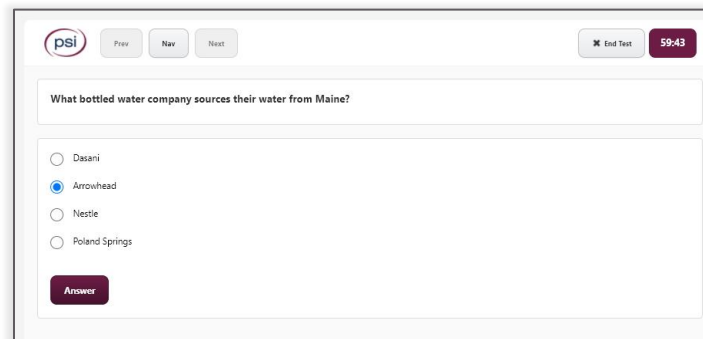 psi
Prev Nav Next
✖ End Test 59:43
What bottled water company sources their water from Maine?
Dasani
Arrowhead
Nestle
Poland Springs
Answer